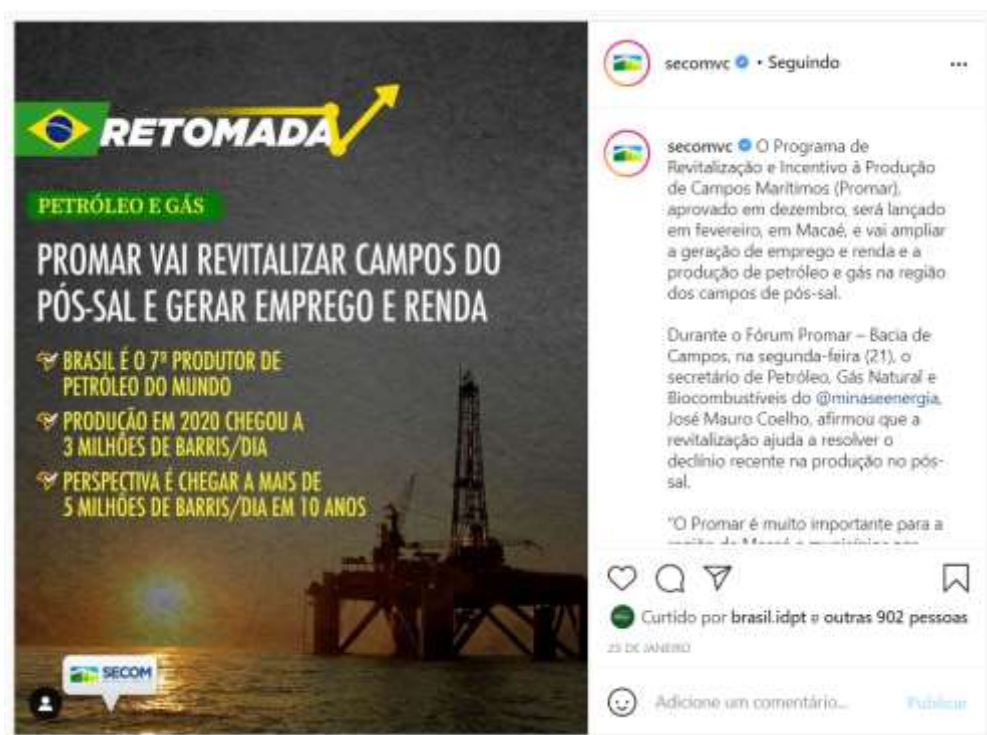 RETOMADA
PETRÓLEO E GÁS
PROMAR VAI REVITALIZAR CAMPOS DO
PÓS-SAL E GERAR EMPREGO E RENDA
BRASIL É O 7º PRODUTOR DE
PETRÓLEO DO MUNDO
PRODUÇÃO EM 2020 CHEGOU A
3 MILHÕES DE BARRIS/DIA
PERSPECTIVA É CHEGAR A MAIS DE
5 MILHÕES DE BARRIS/DIA EM 10 ANOS
SECOM
secomvc • Seguindo
secomvc O Programa de
Revitalização e Incentivo à Produção
de Campos Marítimos (Promar),
aprovado em dezembro, será lançado
em fevereiro, em Macaé, e vai ampliar
a geração de emprego e renda e a
produção de petróleo e gás na região
dos campos de pós-sal.
Durante o Fórum Promar – Bacia de
Campos, na segunda-feira (21), o
secretário de Petróleo, Gás Natural e
Biocombustíveis do @minaseenergia,
José Mauro Coelho, afirmou que a
revitalização ajuda a resolver o
declínio recente na produção no pós-
sal.
"O Promar é muito importante para a
Curtido por brasil.idpt e outras 902 pessoas
DE JANEIRO
Adicione um comentário...
Publicar